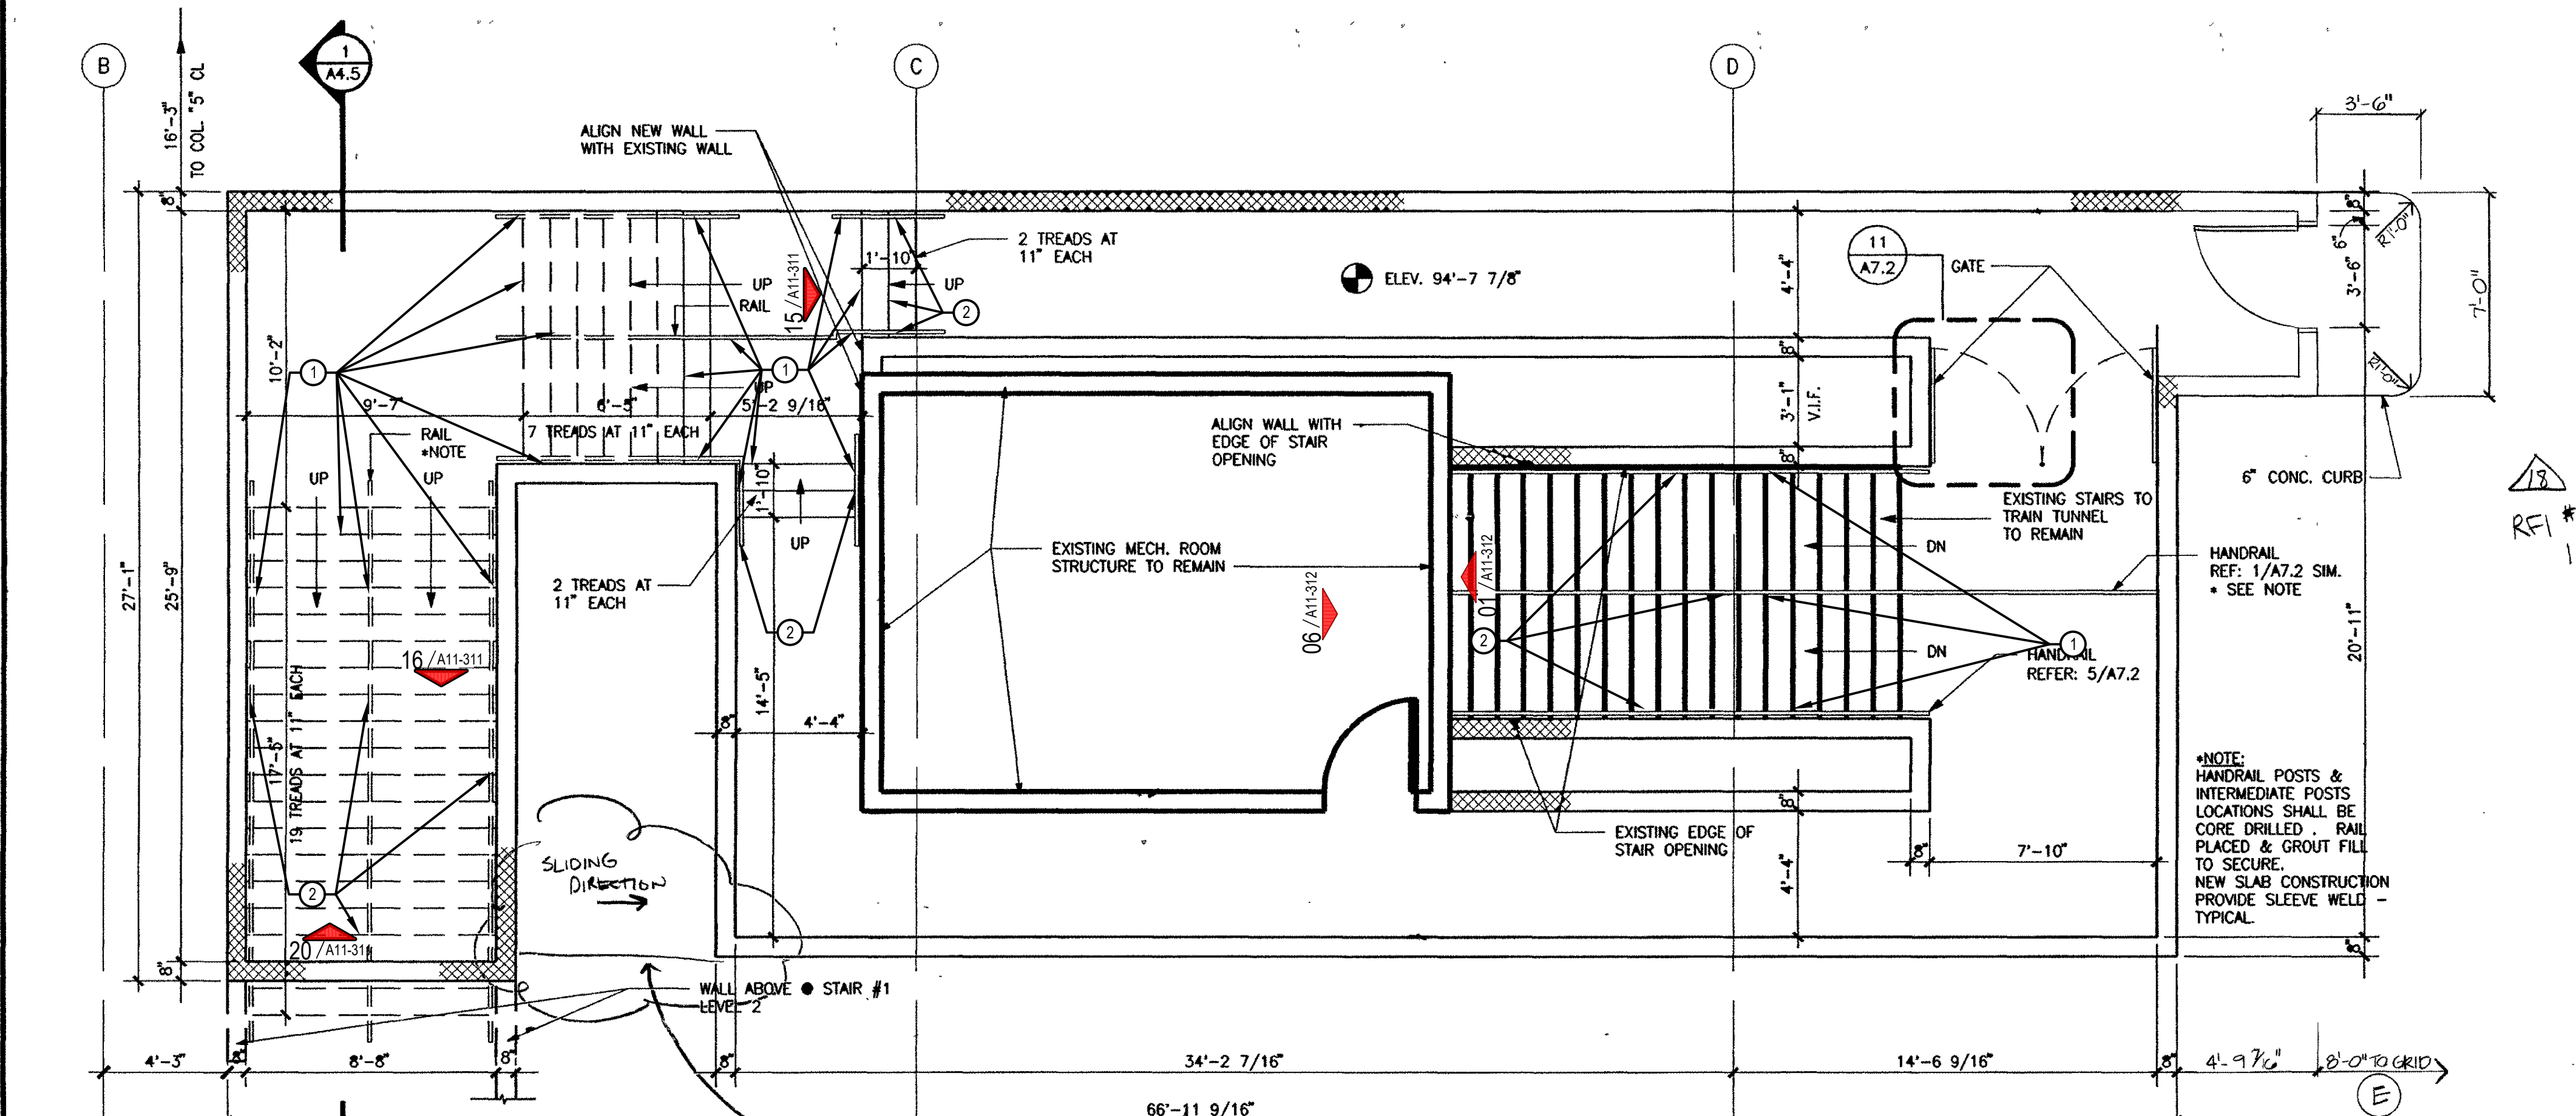 B
1
A4.5
C
D
16'-3"
TO COL. "5" CL
3'-6"
ALIGN NEW WALL
WITH EXISTING WALL
8"
2 TREADS AT
11" EACH
1'-10"
UP
UP
RAIL
15 / A11-311
2
ELEV. 94'-7 7/8"
4'-4"
11
A7.2
GATE
8"
R1'-0"
6"
3'-6"
7'-0"
R1'-0"
10'-2"
1
1
UP
9'-7"
6'-5"
5'-2 9/16"
7 TREADS AT 11" EACH
8"
3'-1"
V.I.F.
8"
RAIL
*NOTE
UP
UP
ALIGN WALL WITH
EDGE OF STAIR
OPENING
6" CONC. CURB
18
RFI #
1
1'-10"
UP
EXISTING STAIRS TO
TRAIN TUNNEL
TO REMAIN
DN
27'-1"
25'-9"
2 TREADS AT
11" EACH
EXISTING MECH. ROOM
STRUCTURE TO REMAIN
06 / A11-312
01 / A11-312
HANDRAIL
REF: 1/A7.2 SIM.
* SEE NOTE
2
2
1
DN
HANDRAIL
REFER: 5/A7.2
20'-11"
16 / A11-311
19 TREADS AT 11" EACH
17'-5"
14'-5"
8"
4'-4"
*NOTE:
HANDRAIL POSTS &
INTERMEDIATE POSTS
LOCATIONS SHALL BE
CORE DRILLED . RAIL
PLACED & GROUT FILL
TO SECURE.
NEW SLAB CONSTRUCTION
PROVIDE SLEEVE WELD -
TYPICAL.
8"
EXISTING EDGE OF
STAIR OPENING
8"
7'-10"
4'-4"
SLIDING
DIRECTION
2
20 / A11-311
8"
8"
WALL ABOVE @ STAIR #1
LEVEL 2
4'-3"
8"
8'-8"
8"
8"
34'-2 7/16"
14'-6 9/16"
8"
4'-9 7/16"
8'-0" TO GRID
E
66'-11 9/16"